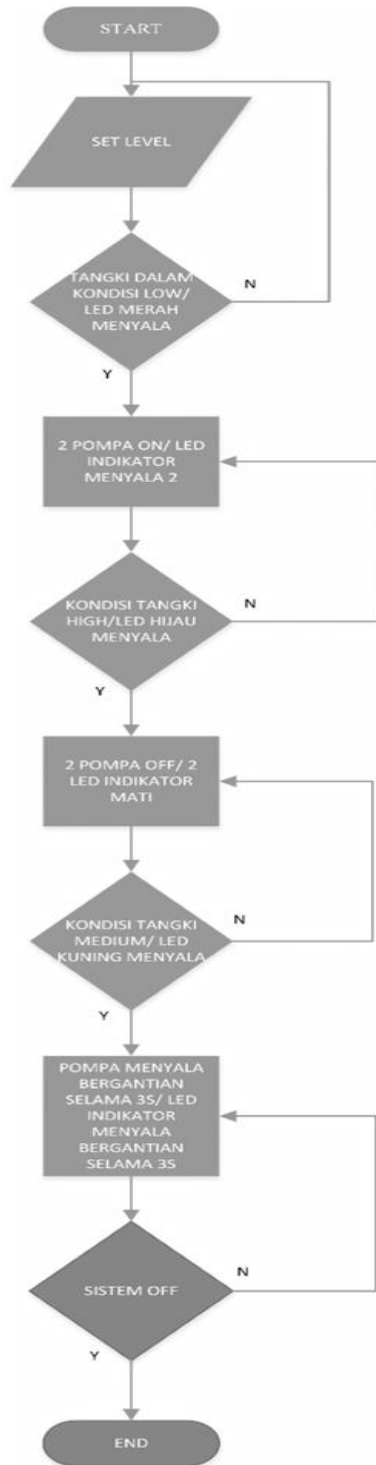 START
SET LEVEL
TANGKI DALAM
KONDISI LOW/
LED MERAH
MENYALA
N
Y
2 POMPA ON/ LED
INDIKATOR
MENYALA 2
KONDISI TANGKI
HIGH/LED HIJAU
MENYALA
N
Y
2 POMPA OFF/ 2
LED INDIKATOR
MATI
KONDISI TANGKI
MEDIUM/ LED
KUNING MENYALA
N
Y
POMPA MENYALA
BERGANTIAN
SELAMA 3S/ LED
INDIKATOR
MENYALA
BERGANTIAN
SELAMA 3S
SISTEM OFF
N
Y
END